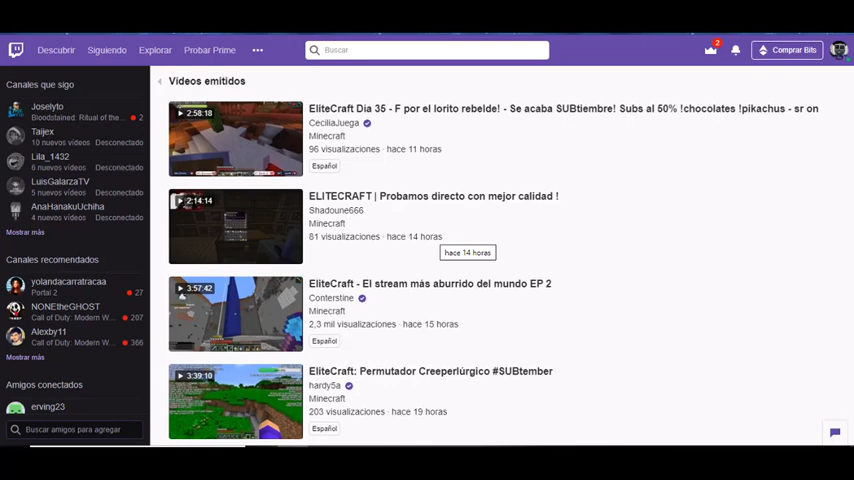 Descubrir Siguiendo Explorar Probar Prime ••• Buscar 2 Comprar Bits
Canales que sigo
Joselyto
Bloodstained: Ritual of the... 2
Taijex
10 nuevos vídeos Desconectado
Lila_1432
6 nuevos vídeos Desconectado
LuisGalarzaTV
5 nuevos vídeos Desconectado
AnaHanakuUchiha
4 nuevos vídeos Desconectado
Mostrar más
Canales recomendados
yolandacarratracaa
Portal 2 27
NONEtheGHOST
Call of Duty: Modern W... 207
Alexby11
Call of Duty: Modern W... 366
Mostrar más
Amigos conectados
erving23
Buscar amigos para agregar
Videos emitidos
2:58:18
EliteCraft Día 35 - F por el lorito rebelde! - Se acaba SUBtiembre! Subs al 50% !chocolates !pikachus - sr on
CeciliaJuega
Minecraft
96 visualizaciones · hace 11 horas
Español
2:14:14
ELITECRAFT | Probamos directo con mejor calidad !
Shadoune666
Minecraft
81 visualizaciones · hace 14 horas
hace 14 horas
3:57:42
EliteCraft - El stream más aburrido del mundo EP 2
Conterstine
Minecraft
2,3 mil visualizaciones · hace 15 horas
Español
3:39:10
EliteCraft: Permutador Creeperlúrgico #SUBtember
hardy5a
Minecraft
203 visualizaciones · hace 19 horas
Español